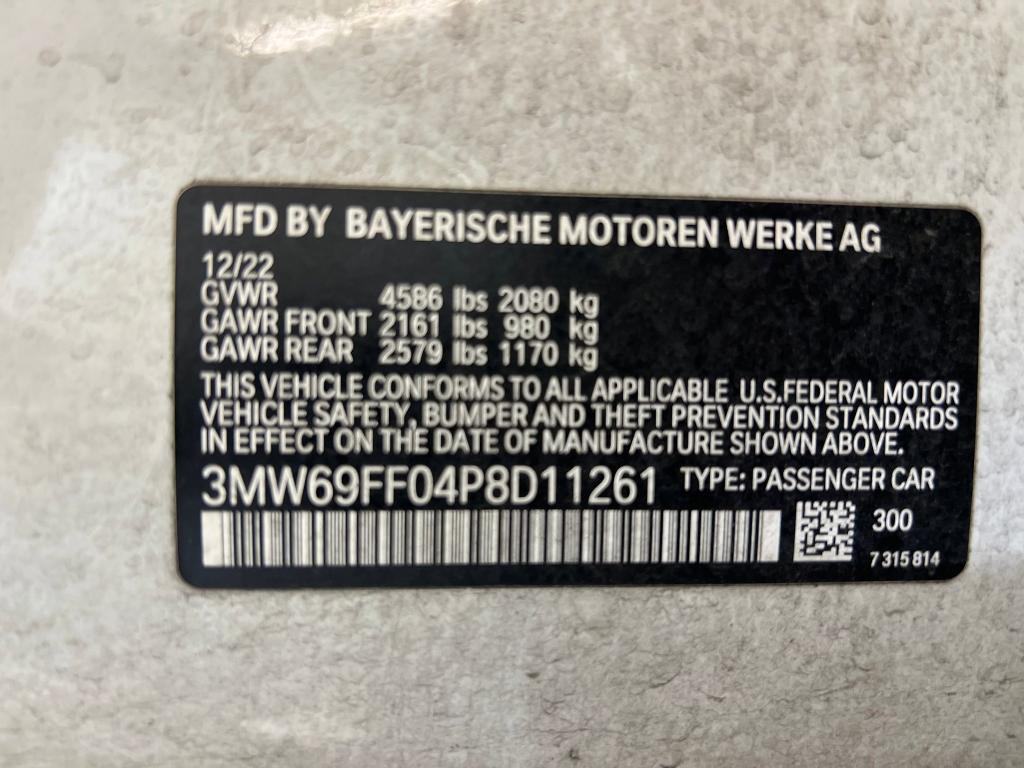 MFD BY BAYERISCHE MOTOREN WERKE AG
12/22
GVWR 4586 lbs 2080 kg
GAWR FRONT 2161 lbs 980 kg
GAWR REAR 2579 lbs 1170 kg
THIS VEHICLE CONFORMS TO ALL APPLICABLE U.S.FEDERAL MOTOR
VEHICLE SAFETY, BUMPER AND THEFT PREVENTION STANDARDS
IN EFFECT ON THE DATE OF MANUFACTURE SHOWN ABOVE.
3MW69FF04P8D11261 TYPE: PASSENGER CAR
300
7 315 814